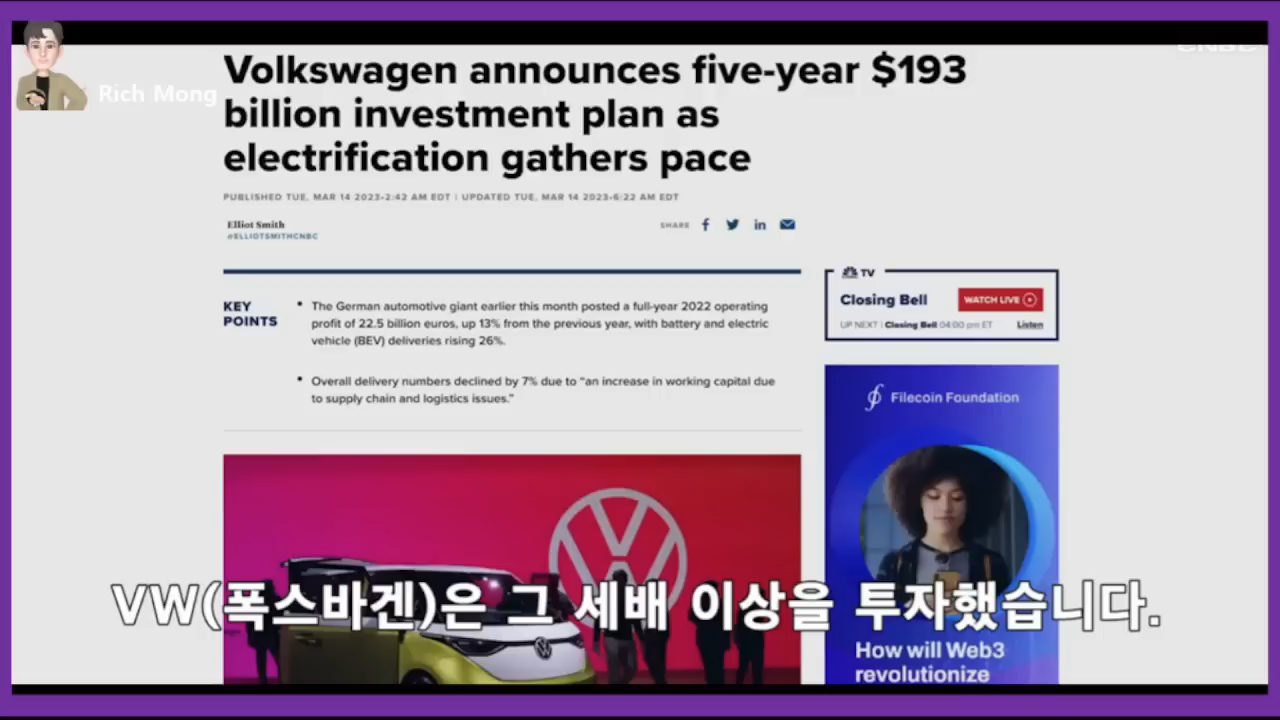 Rich Mong
Volkswagen announces five-year $193
billion investment plan as
electrification gathers pace
PUBLISHED TUE, MAR 14 2023-2:42 AM EDT | UPDATED TUE, MAR 14 2023-6:22 AM EDT
Elliot Smith
@ELLIOTSMITHCNBC
SHARE
KEY
POINTS
• The German automotive giant earlier this month posted a full-year 2022 operating
profit of 22.5 billion euros, up 13% from the previous year, with battery and electric
vehicle (BEV) deliveries rising 26%.
• Overall delivery numbers declined by 7% due to “an increase in working capital due
to supply chain and logistics issues.”
TV
Closing Bell
WATCH LIVE
UP NEXT | Closing Bell 04:00 pm ET
Listen
Filecoin Foundation
How will Web3
revolutionize
VW(폭스바겐)은 그 세배 이상을 투자했습니다.